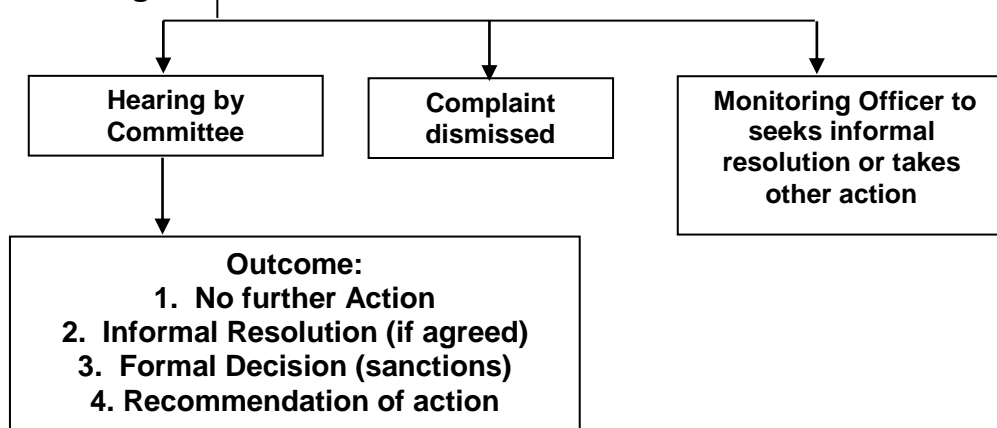 Hearing by
Committee
Complaint
dismissed
Monitoring Officer to
seeks informal
resolution or takes
other action
Outcome:
1. No further Action
2. Informal Resolution (if agreed)
3. Formal Decision (sanctions)
4. Recommendation of action